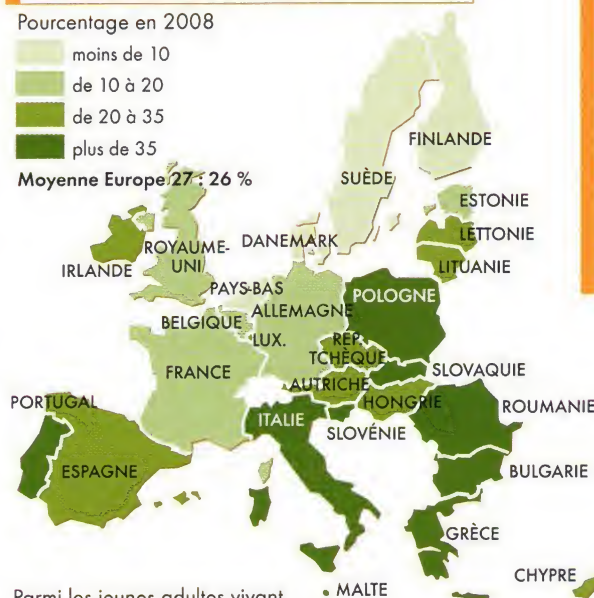 Pourcentage en 2008
moins de 10
de 10 à 20
de 20 à 35
plus de 35
Moyenne Europe 27 : 26 %
FINLANDE
SUÈDE
ESTONIE
LETTONIE
LITUANIE
DANEMARK
ROYAUME-
UNI
IRLANDE
PAYS-BAS
POLOGNE
ALLEMAGNE
BELGIQUE
LUX.
RÉP.
TCHÈQUE
SLOVAQUIE
FRANCE
AUTRICHE
HONGRIE
ROUMANIE
PORTUGAL
ITALIE
SLOVÉNIE
ESPAGNE
BULGARIE
GRÈCE
CHYPRE
MALTE
Parmi les jeunes adultes vivant